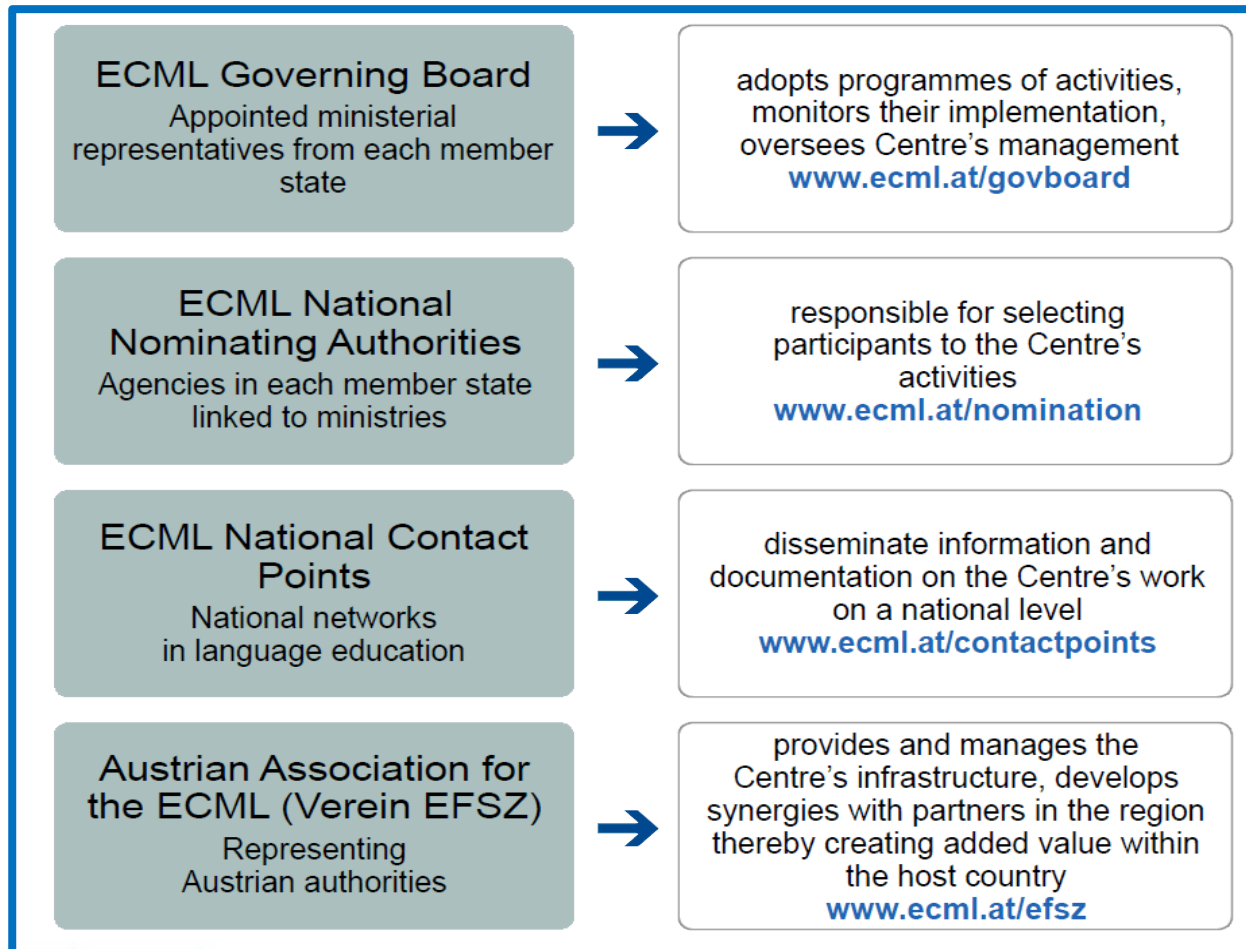 ECML Governing Board
Appointed ministerial
representatives from each member
state
adopts programmes of activities,
monitors their implementation,
oversees Centre's management
www.ecml.at/govboard
ECML National
Nominating Authorities
Agencies in each member state
linked to ministries
responsible for selecting
participants to the Centre's
activities
www.ecml.at/nomination
ECML National Contact
Points
National networks
in language education
disseminate information and
documentation on the Centre's work
on a national level
www.ecml.at/contactpoints
Austrian Association for
the ECML (Verein EFSZ)
Representing
Austrian authorities
provides and manages the
Centre's infrastructure, develops
synergies with partners in the region
thereby creating added value within
the host country
www.ecml.at/efsz